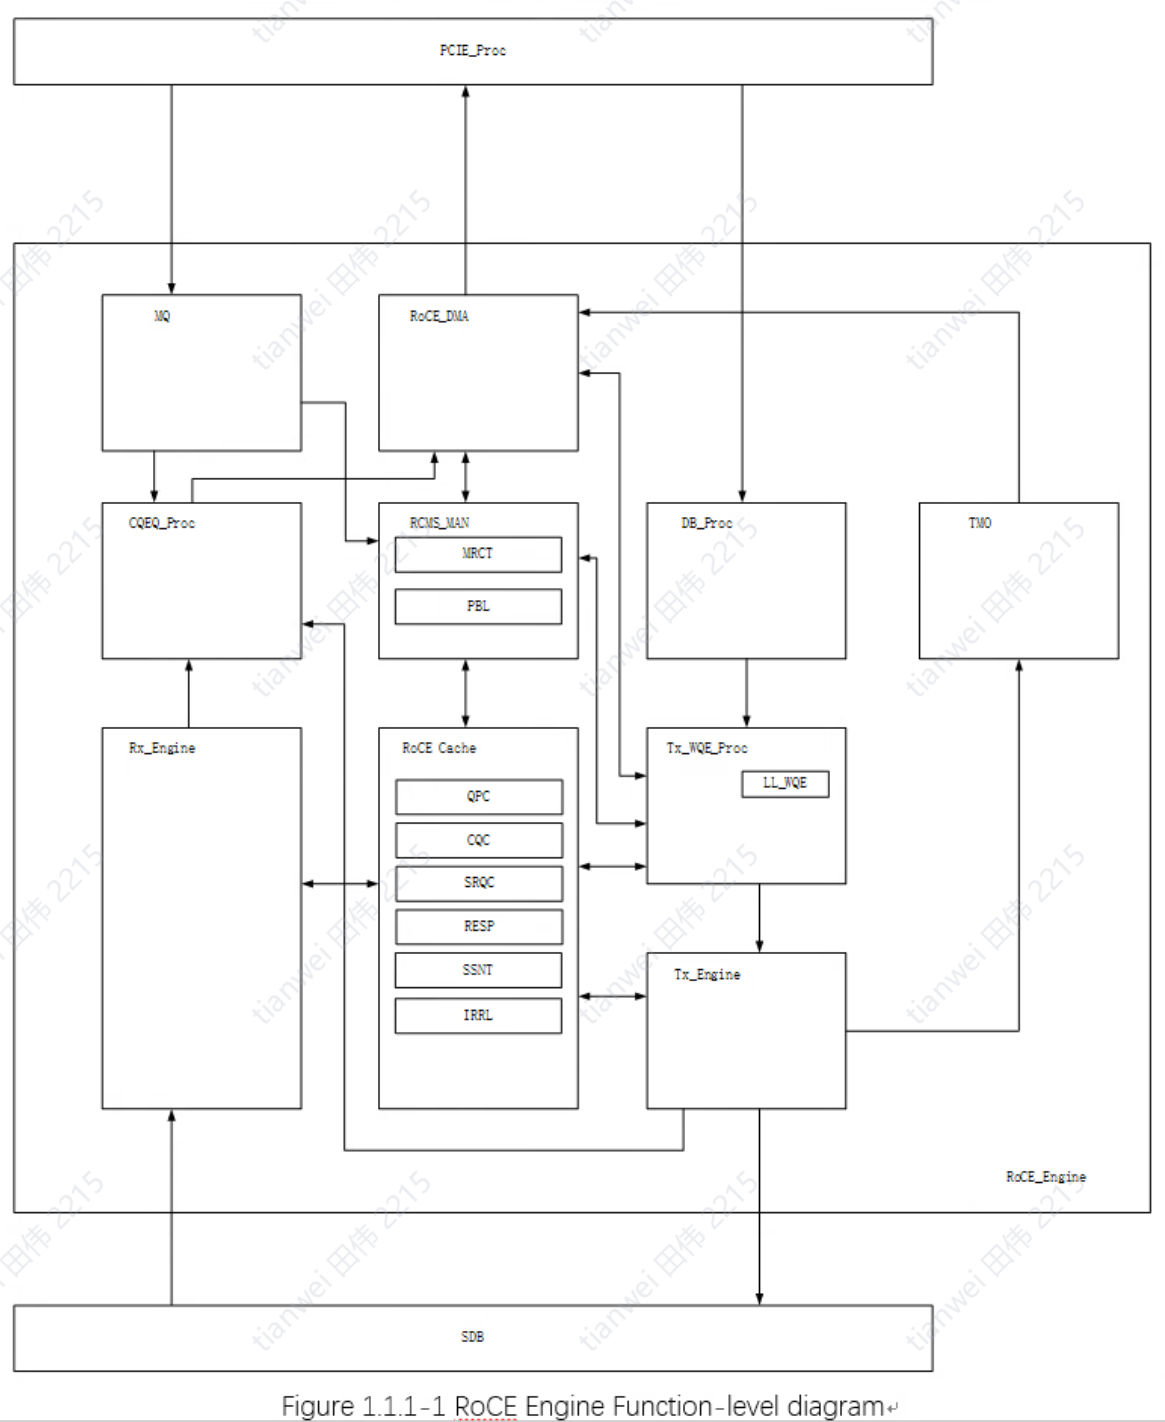 PCIE_Proc
MQ
RoCE_DMA
CQEQ_Proc
RCMS_MAN
MRCT
PBL
DB_Proc
TMO
Rx_Engine
RoCE Cache
QPC
CQC
SRQC
RESP
SSNT
IRRL
Tx_WQE_Proc
LL_WQE
Tx_Engine
RoCE_Engine
SDB
Figure 1.1.1-1 RoCE Engine Function-level diagram
tianwei 田伟 2215